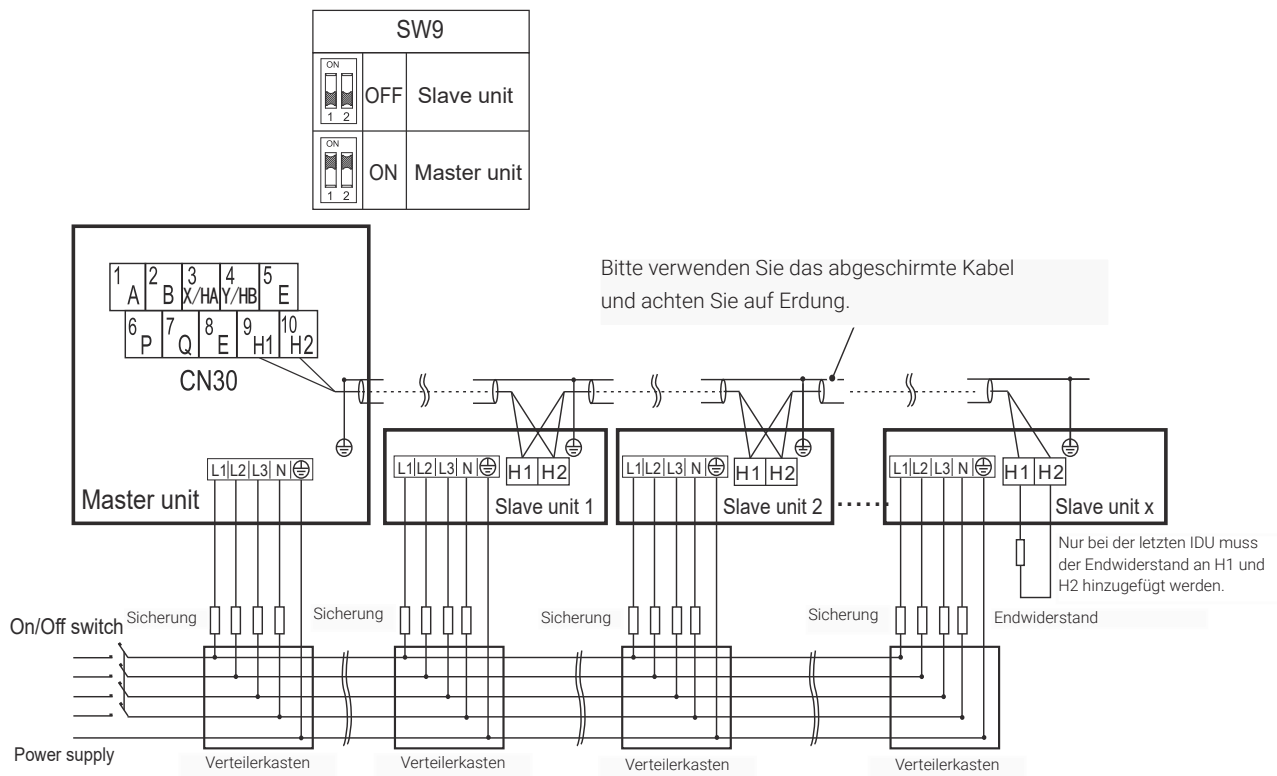 SW9
ON
1 2
OFF
Slave unit
ON
1 2
ON
Master unit
1 A
2 B
3 X/HA
4 Y/HB
5 E
6 P
7 Q
8 E
9 H1
10 H2
CN30
Bitte verwenden Sie das abgeschirmte Kabel
und achten Sie auf Erdung.
L1 L2 L3 N
Master unit
L1 L2 L3 N
H1 H2
Slave unit 1
L1 L2 L3 N
H1 H2
Slave unit 2
L1 L2 L3 N
H1 H2
Slave unit x
Nur bei der letzten IDU muss
der Endwiderstand an H1 und
H2 hinzugefügt werden.
On/Off switch
Sicherung
Sicherung
Sicherung
Sicherung
Endwiderstand
Power supply
Verteilerkasten
Verteilerkasten
Verteilerkasten
Verteilerkasten